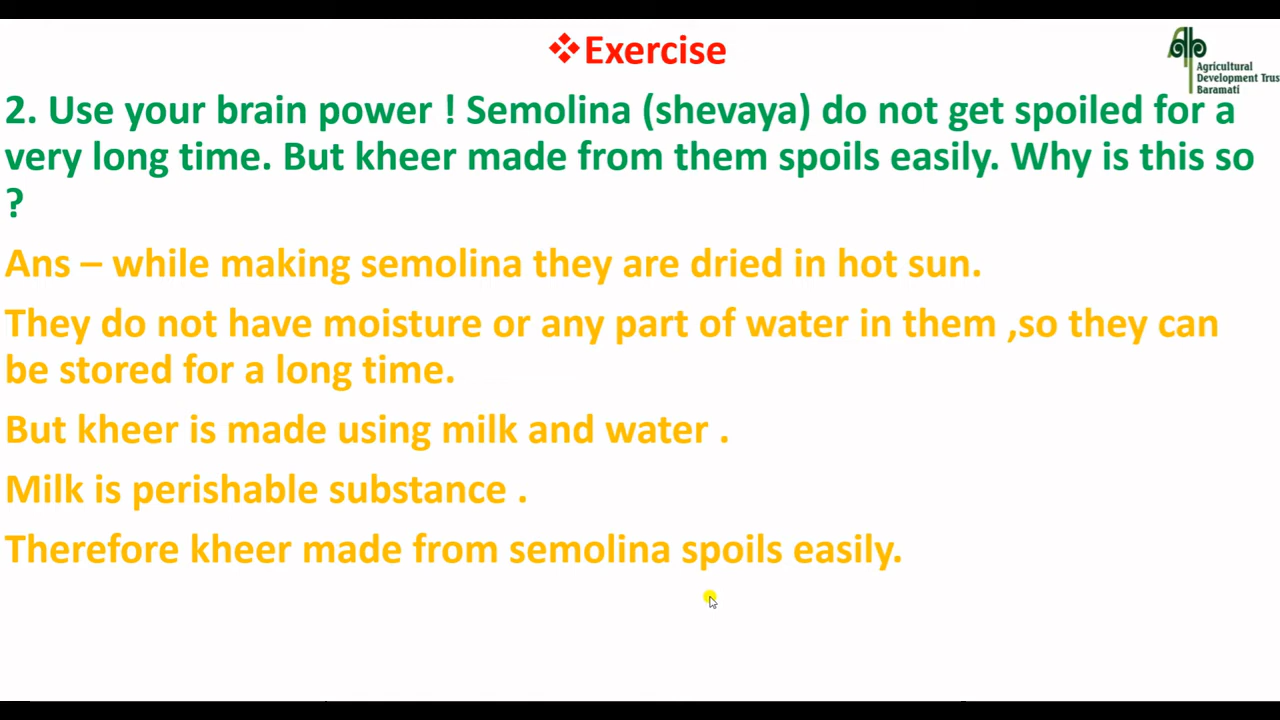 ❖Exercise
Agricultural
Development Trus
Baramati
2. Use your brain power ! Semolina (shevaya) do not get spoiled for a
very long time. But kheer made from them spoils easily. Why is this so
?
Ans – while making semolina they are dried in hot sun.
They do not have moisture or any part of water in them ,so they can
be stored for a long time.
But kheer is made using milk and water .
Milk is perishable substance .
Therefore kheer made from semolina spoils easily.